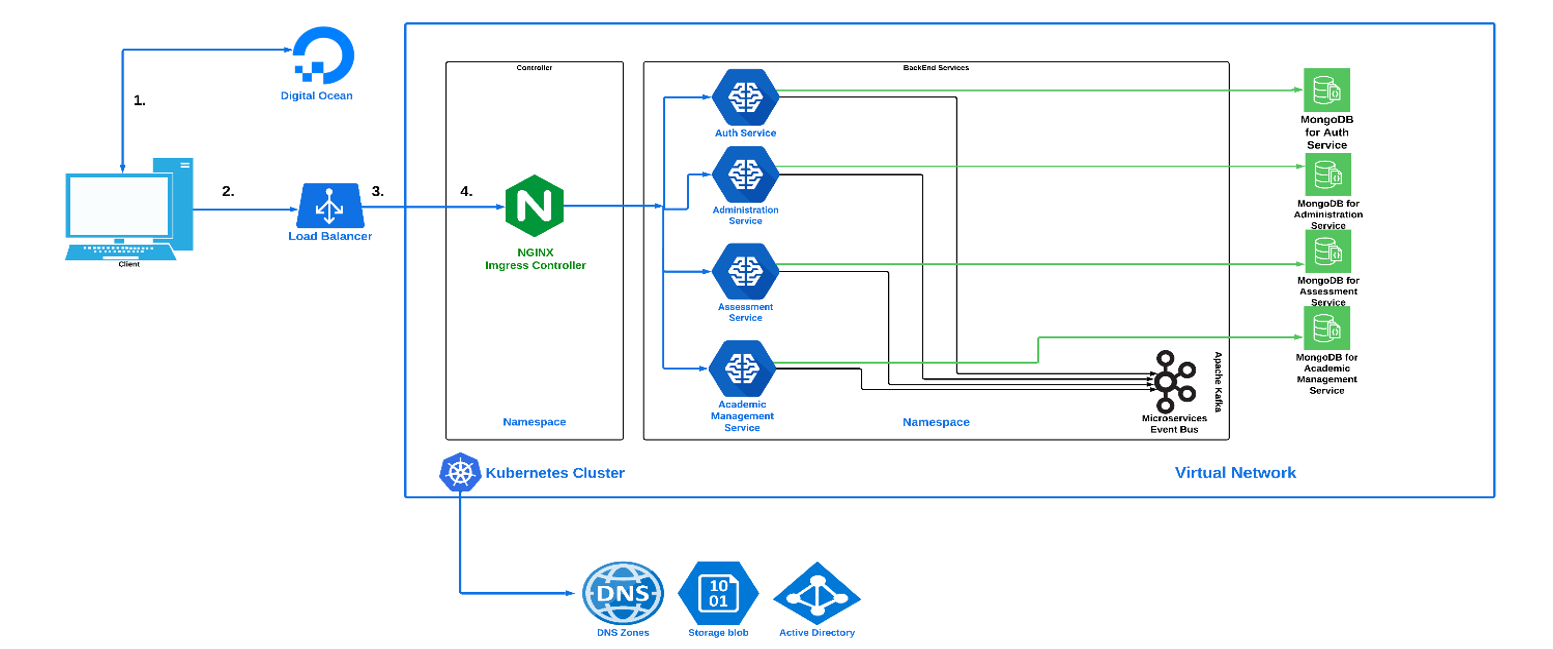 Digital Ocean
1.
2.
3.
4.
Client
Load Balancer
Controller
NGINX
Imgress Controller
Namespace
BackEnd Services
Auth Service
Administration
Service
Assessment
Service
Academic
Management
Service
Namespace
Apache Kafka
Microservices
Event Bus
MongoDB
for Auth
Service
MongoDB for
Administration
Service
MongoDB for
Assessment
Service
MongoDB for
Academic
Management
Service
Kubernetes Cluster
Virtual Network
DNS
DNS Zones
10
01
Storage blob
Active Directory